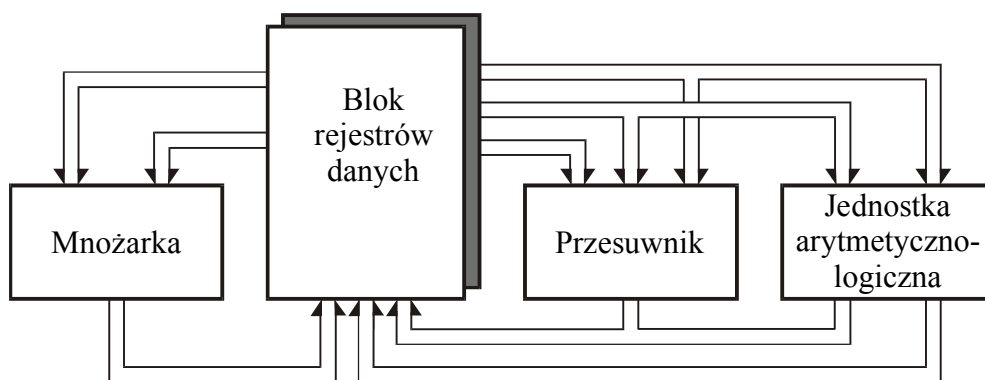 Blok
rejestrów
danych
Mnożarka
Przesuwnik
Jednostka
arytmetyczno-
logiczna